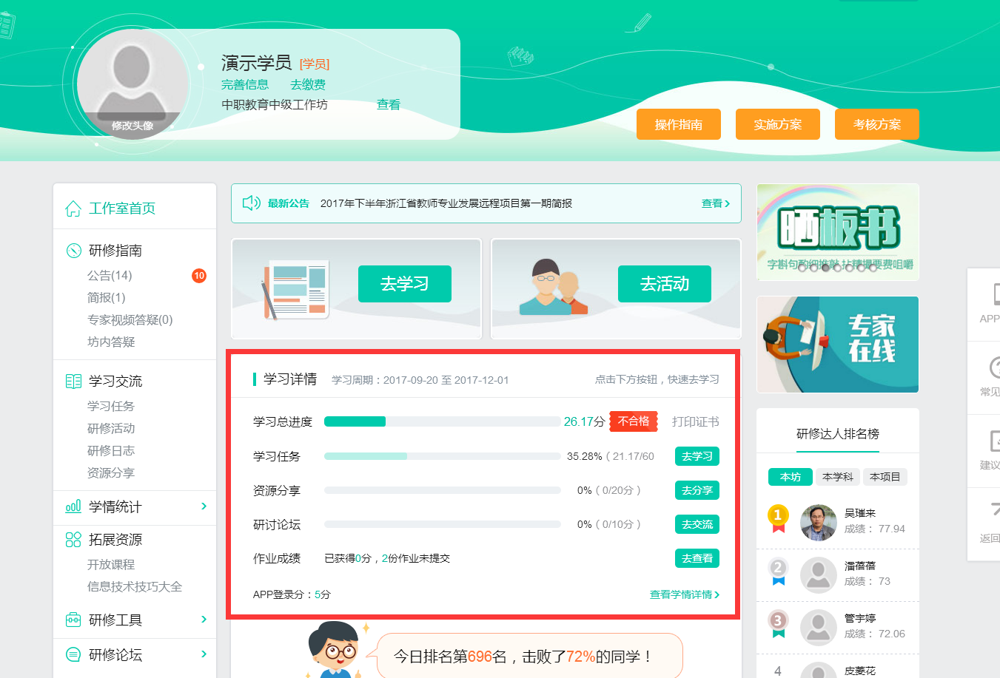 演示学员 [学员]
完善信息 去缴费
中职教育中级工作坊 查看
修改头像
操作指南 实施方案 考核方案
工作室首页
研修指南
公告(14) 10
简报(1)
专家视频答疑(0)
坊内答疑
学习交流
学习任务
研修活动
研修日志
资源分享
学情统计
拓展资源
开放课程
信息技术技巧大全
研修工具
研修论坛
最新公告 2017年下半年浙江省教师专业发展远程项目第一期简报 查看
去学习 去活动
学习详情 学习周期：2017-09-20 至 2017-12-01 点击下方按钮，快速去学习
学习总进度 26.17分 不合格 打印证书
学习任务 35.28% ( 21.17/60 去学习
资源分享 0% ( 0/20分 ) 去分享
研讨论坛 0% ( 0/10分 ) 去交流
作业成绩 已获得0分，2份作业未提交 去查看
APP登录分：5分 查看学情详情
今日排名第696名，击败了72%的同学！
晒板书
专家
在线
研修达人排名榜
本坊 本学科 本项目
1 吴璀来
成绩： 77.94
2 潘蓓蓓
成绩： 73
3 管宇婷
成绩： 72.06
4 皮菱花
APP
常见
建议
返回